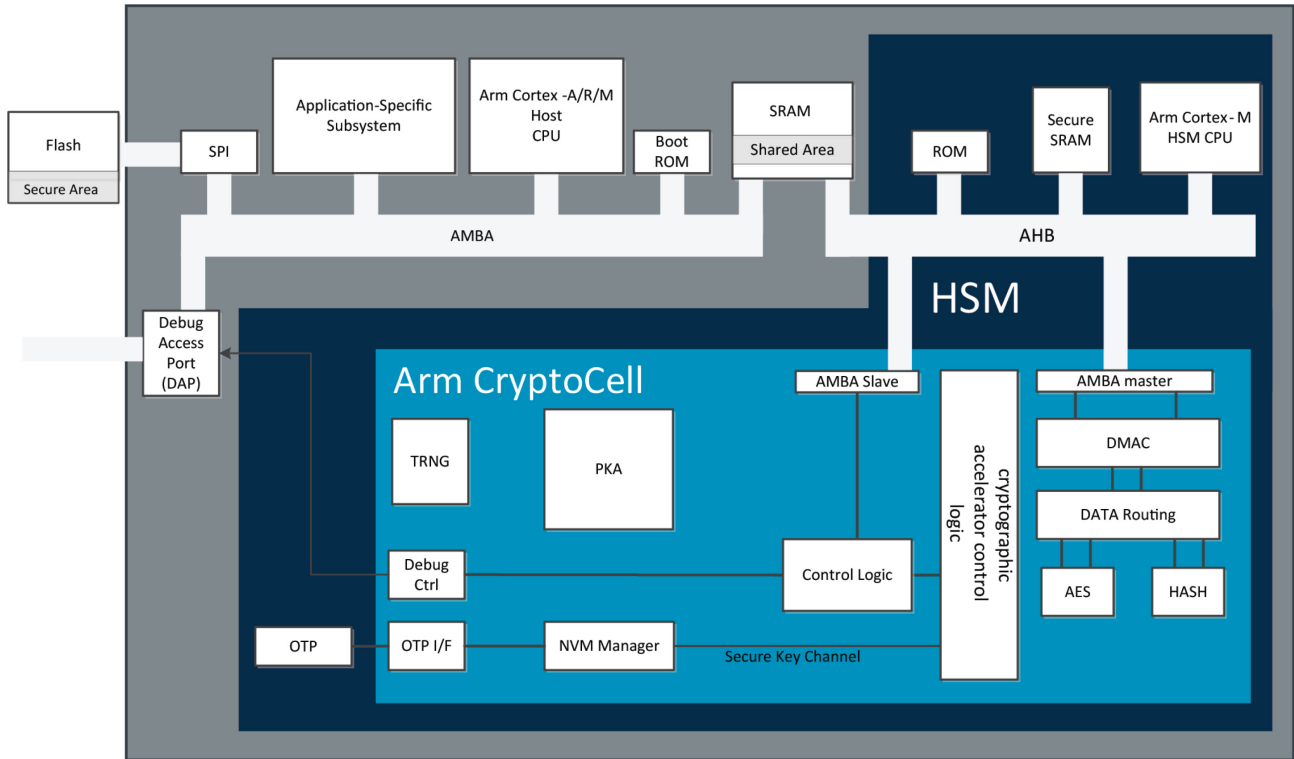 Flash
Secure Area
SPI
Application-Specific
Subsystem
Arm Cortex -A/R/M
Host
CPU
Boot
ROM
SRAM
Shared Area
ROM
Secure
SRAM
Arm Cortex- M
HSM CPU
AMBA
AHB
HSM
Debug
Access
Port
(DAP)
Arm CryptoCell
AMBA Slave
AMBA master
TRNG
PKA
cryptographic
accelerator control
logic
DMAC
DATA Routing
Debug
Ctrl
Control Logic
AES
HASH
OTP
OTP I/F
NVM Manager
Secure Key Channel